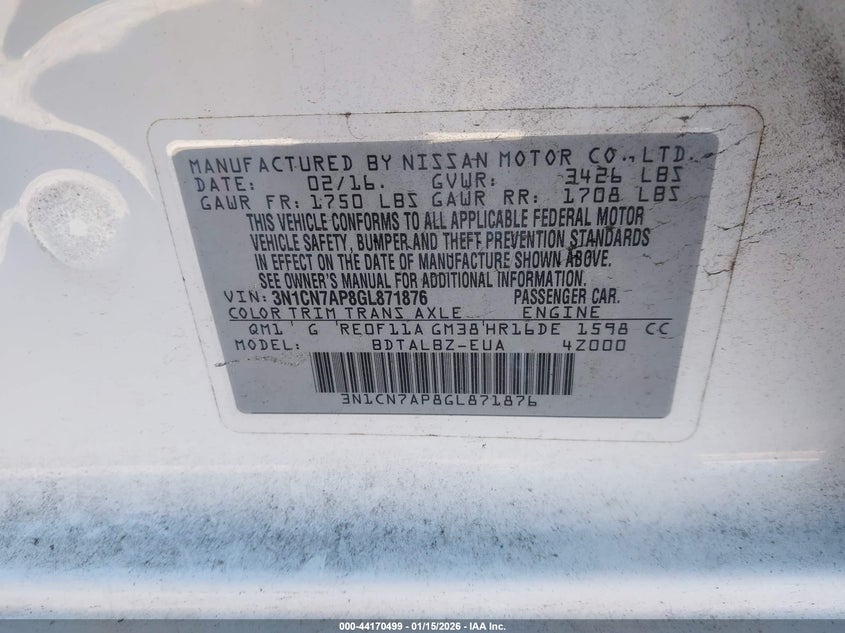 MANUFACTURED BY NISSAN MOTOR CO., LTD.
DATE: 02/16. GVWR: 3426 LBS
GAWR FR: 1750 LBS GAWR RR: 1708 LBS
THIS VEHICLE CONFORMS TO ALL APPLICABLE FEDERAL MOTOR
VEHICLE SAFETY, BUMPER AND THEFT PREVENTION STANDARDS
IN EFFECT ON THE DATE OF MANUFACTURE SHOWN ABOVE.
SEE OWNER'S MANUAL FOR ADDITIONAL INFORMATION.
VIN: 3N1CN7AP8GL871876 PASSENGER CAR.
COLOR TRIM TRANS AXLE ENGINE
QM1 G RE0F11A GM38 HR16DE 1598 CC
MODEL: BDTALBZ-EUA 4Z000
3N1CN7AP8GL871876
000-44170499 - 01/15/2026 - IAA Inc.